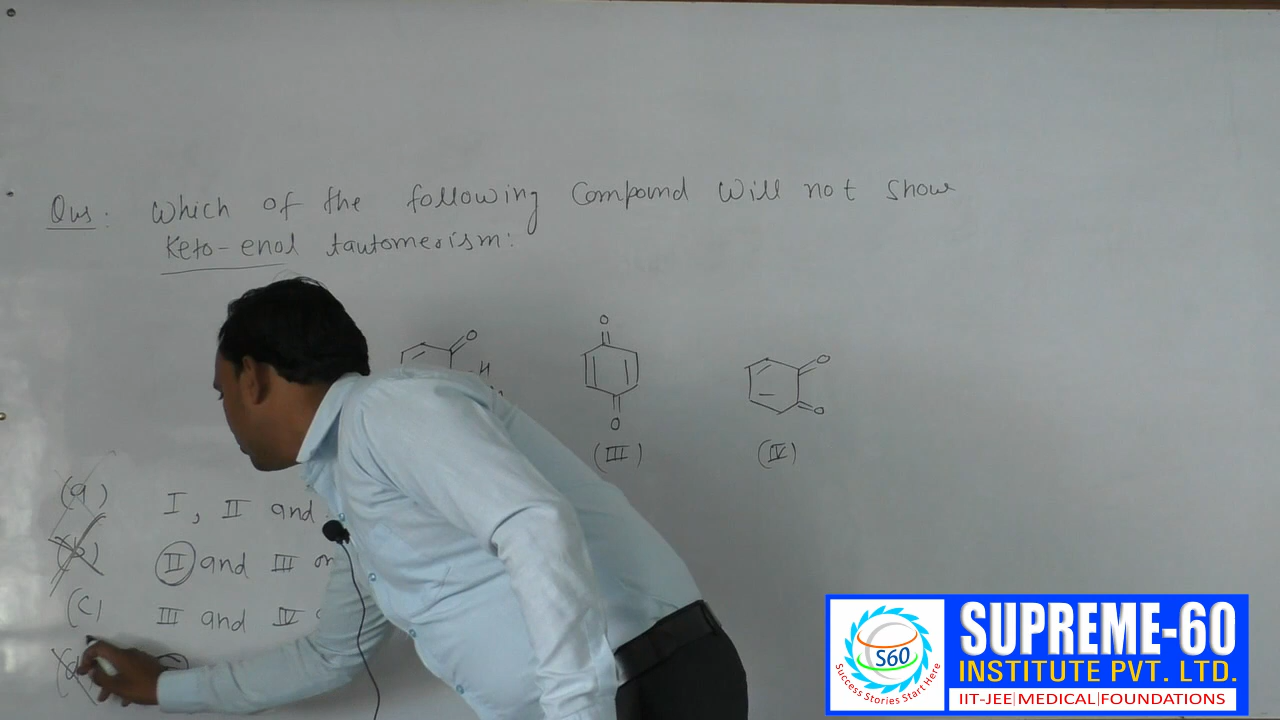 Qus: Which of the following Compound Will not show
Keto-enol tautomerism:
O
H
O
O
O
O
(III)
(IV)
(a) I, II and
(b) II and III
(c) III and IV
S60
Success Stories Start Here
SUPREME-60
INSTITUTE PVT. LTD.
IIT-JEE|MEDICAL|FOUNDATIONS